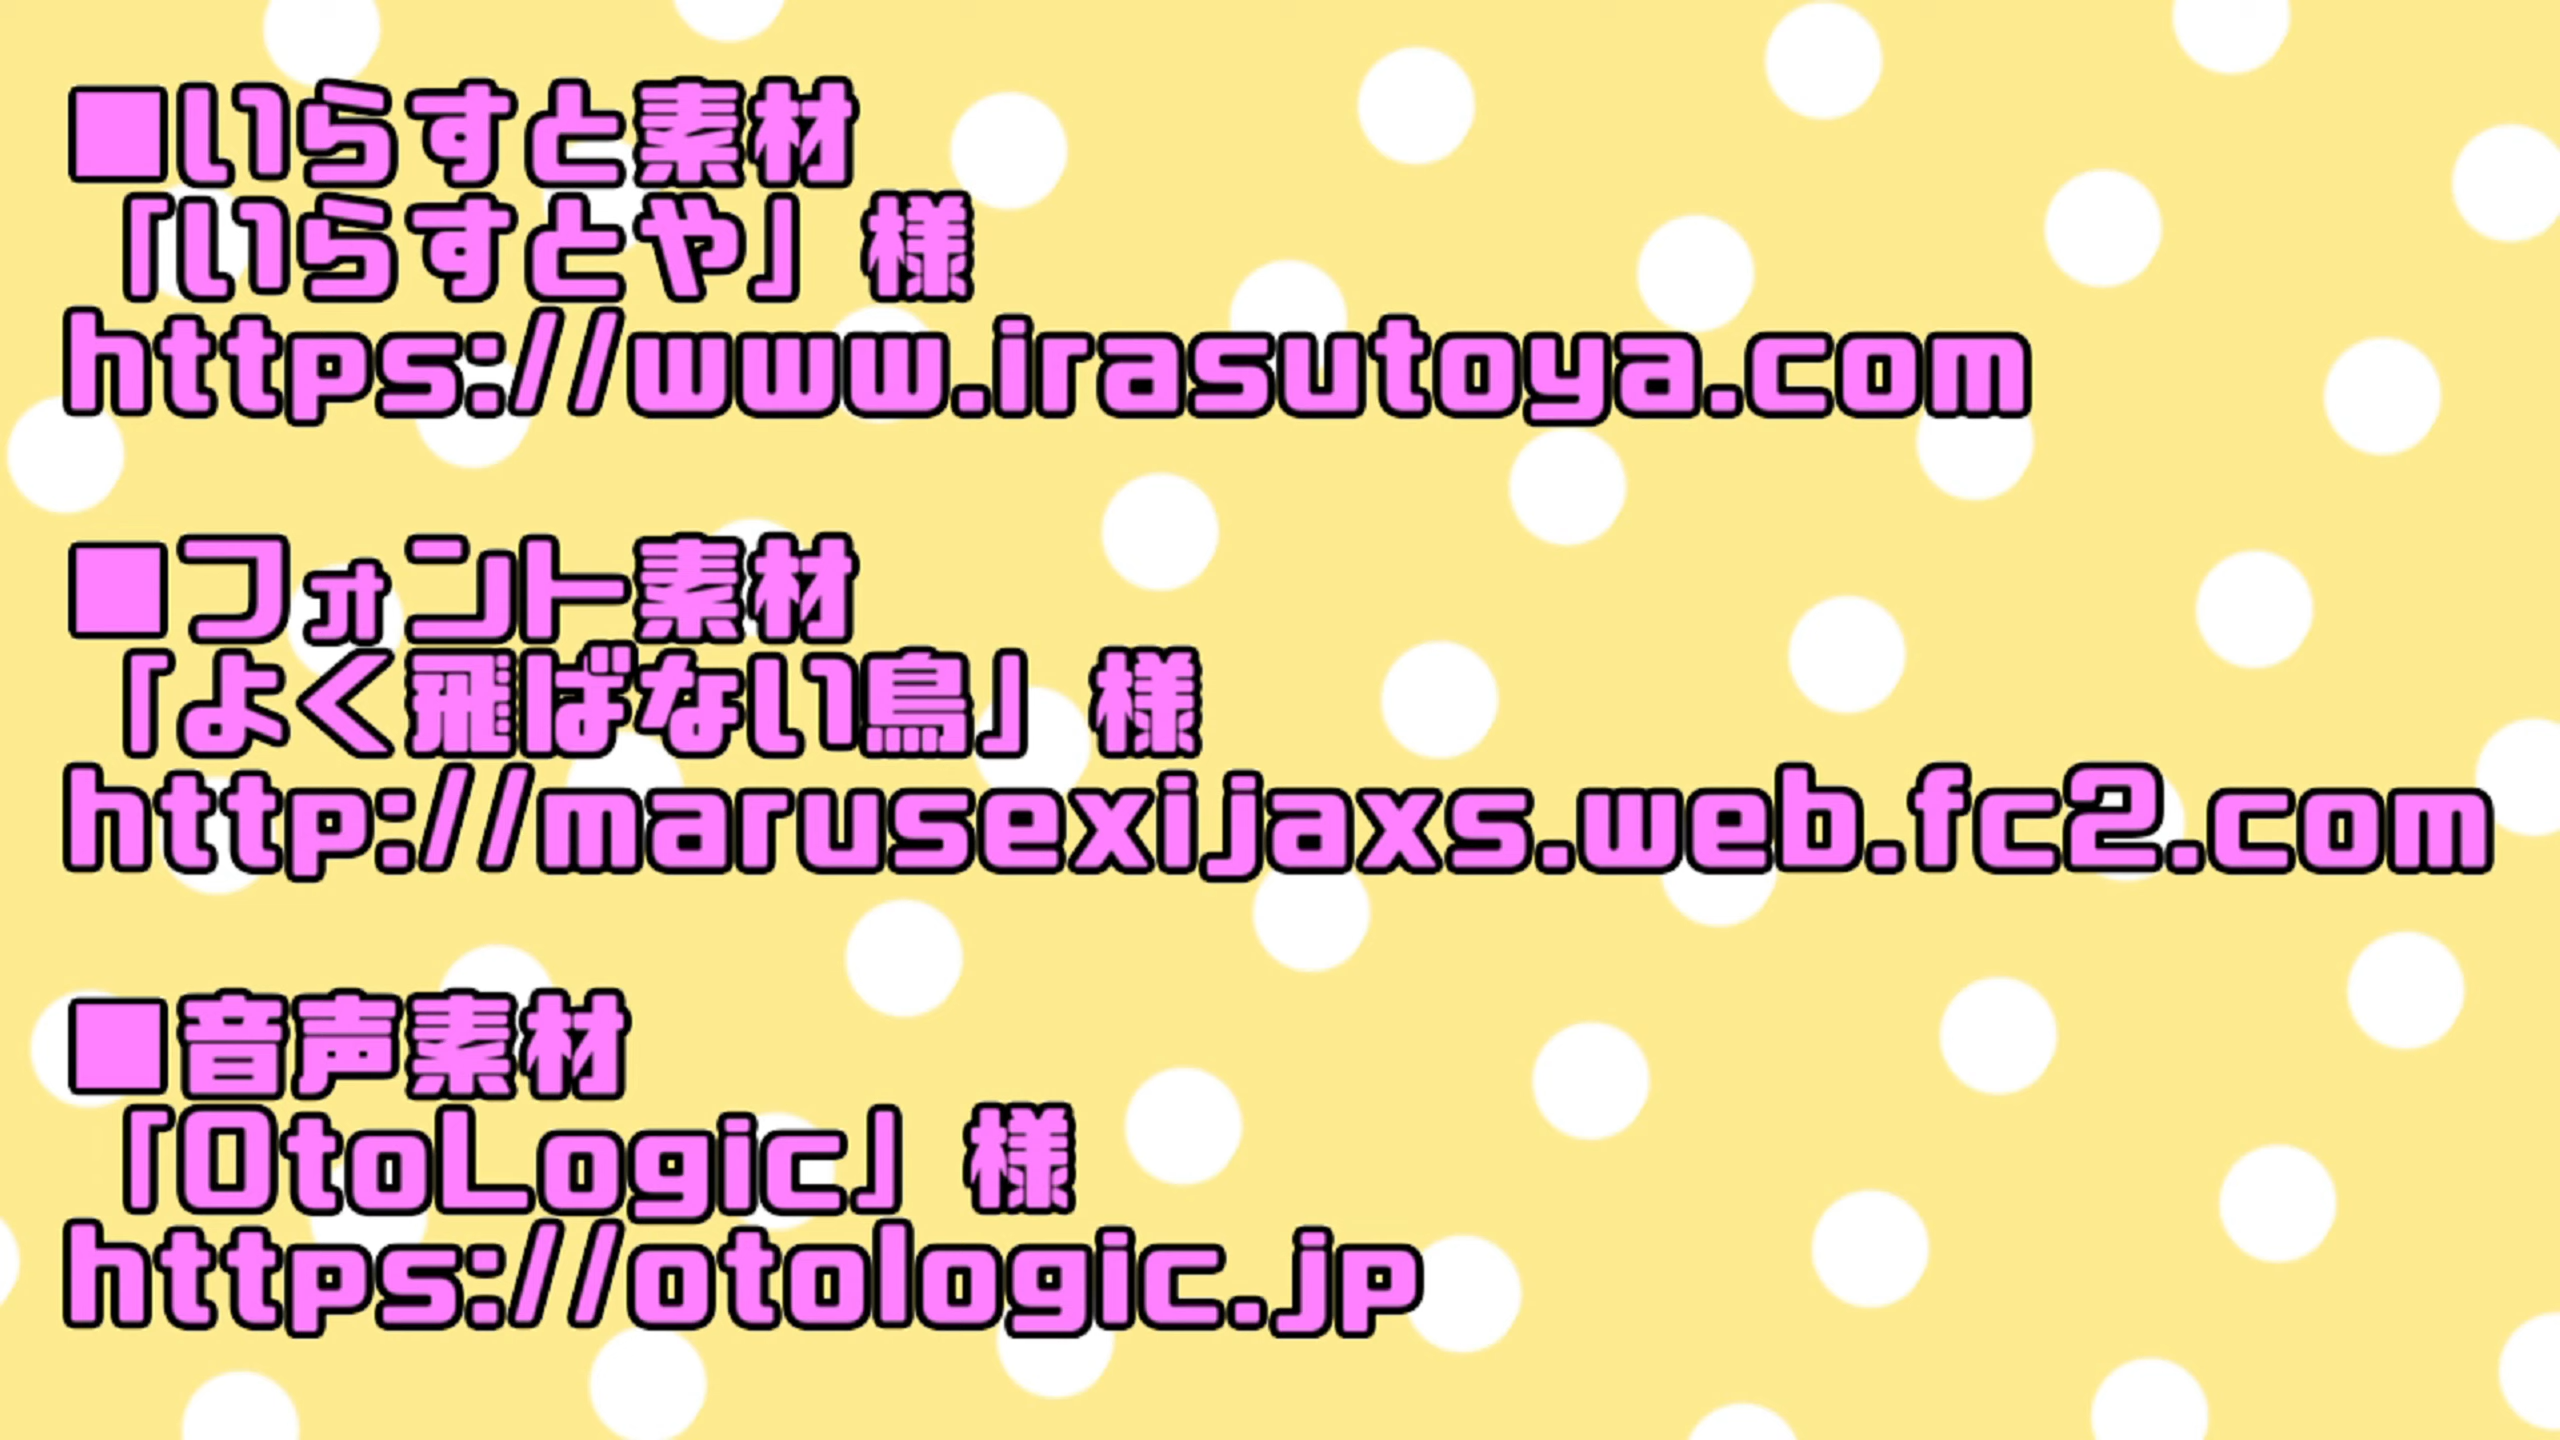 ■いらすと素材
「いらすとや」様
https://www.irasutoya.com
■フォント素材
「よく飛ばない鳥」様
http://marusexijaxs.web.fc2.com
■音声素材
「OtoLogic」様
https://otologic.jp